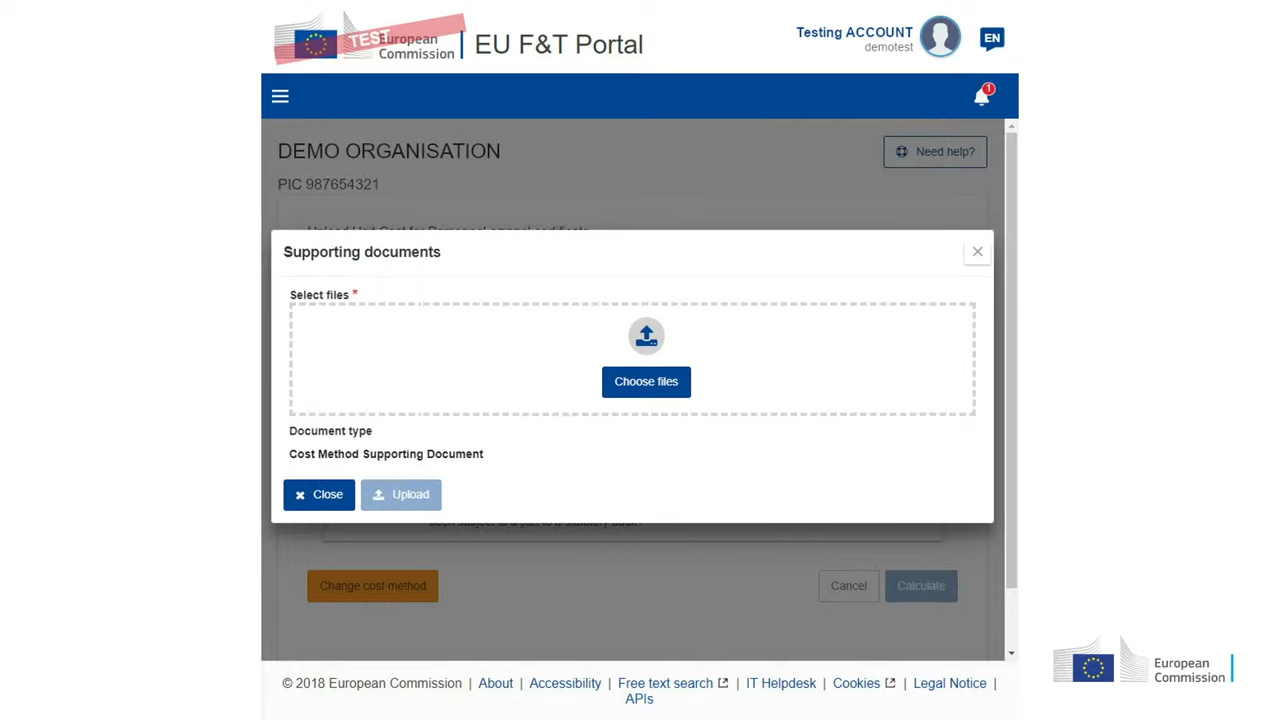 TEST
European
Commission
EU F&T Portal
Testing ACCOUNT
demotest
EN
1
DEMO ORGANISATION
Need help?
PIC 987654321
Supporting documents
Select files *
Choose files
Document type
Cost Method Supporting Document
Close
Upload
Change cost method
Cancel
Calculate
© 2018 European Commission | About | Accessibility | Free text search | IT Helpdesk | Cookies | Legal Notice |
APIs
European
Commission